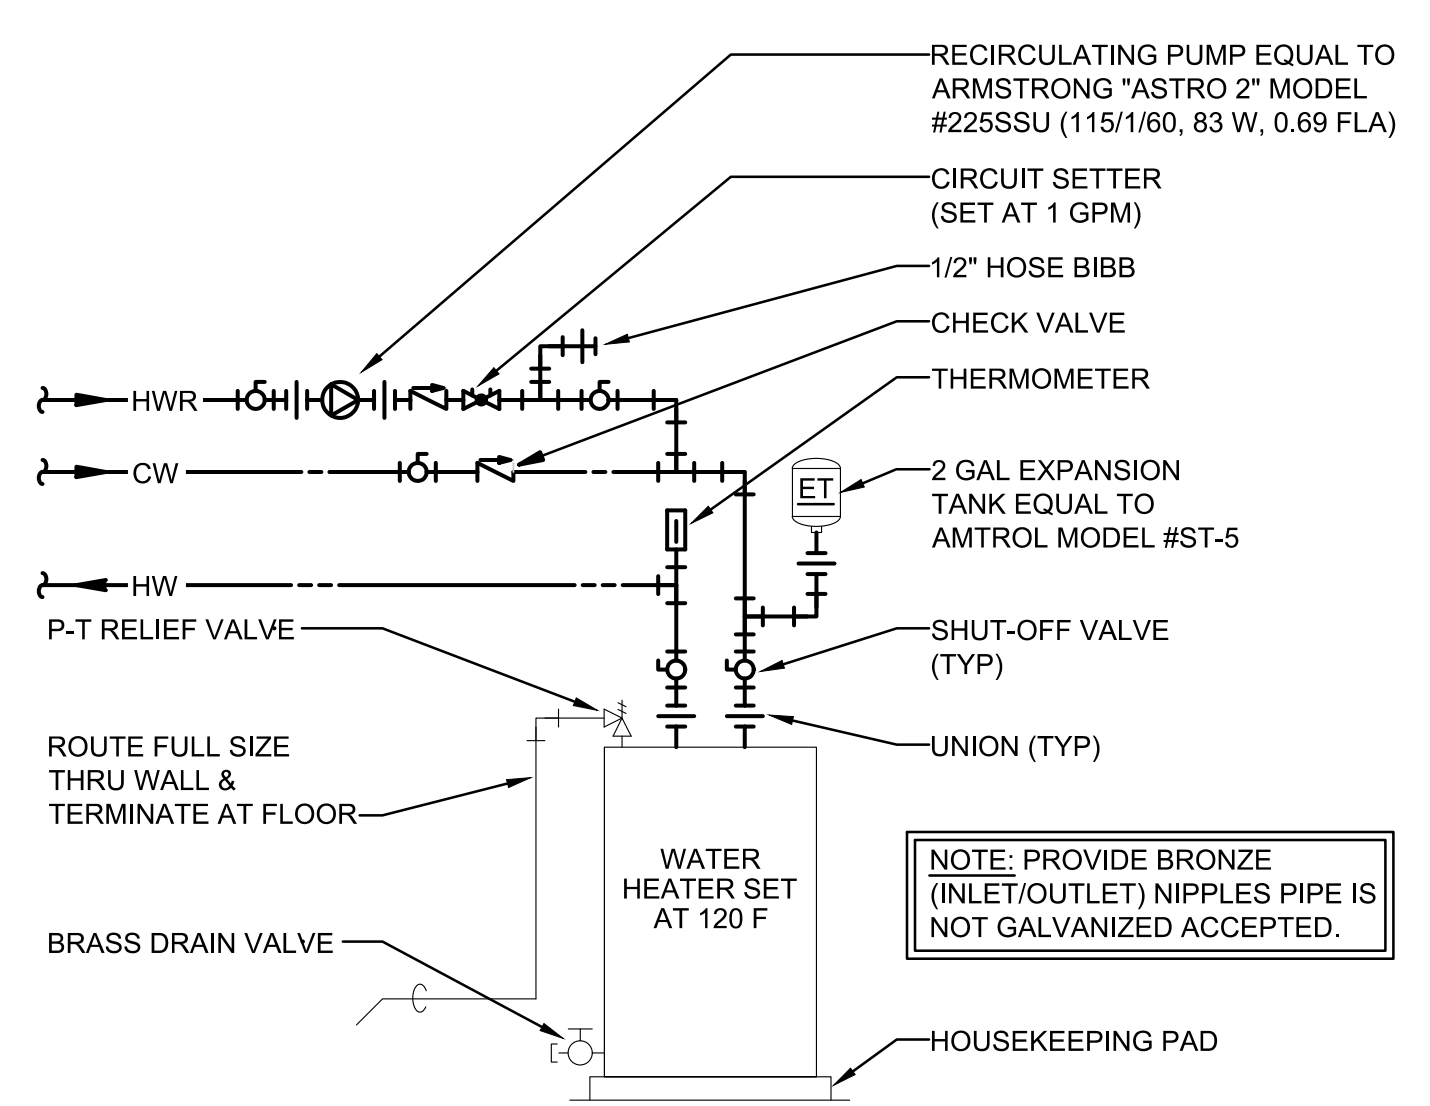 RECIRCULATING PUMP EQUAL TO
ARMSTRONG "ASTRO 2" MODEL
#225SSU (115/1/60, 83 W, 0.69 FLA)
CIRCUIT SETTER
(SET AT 1 GPM)
1/2" HOSE BIBB
CHECK VALVE
THERMOMETER
HWR
CW
2 GAL EXPANSION
TANK EQUAL TO
AMTROL MODEL #ST-5
ET
HW
P-T RELIEF VALVE
SHUT-OFF VALVE
(TYP)
ROUTE FULL SIZE
THRU WALL &
TERMINATE AT FLOOR
UNION (TYP)
WATER
HEATER SET
AT 120 F
NOTE: PROVIDE BRONZE
(INLET/OUTLET) NIPPLES PIPE IS
NOT GALVANIZED ACCEPTED.
BRASS DRAIN VALVE
HOUSEKEEPING PAD